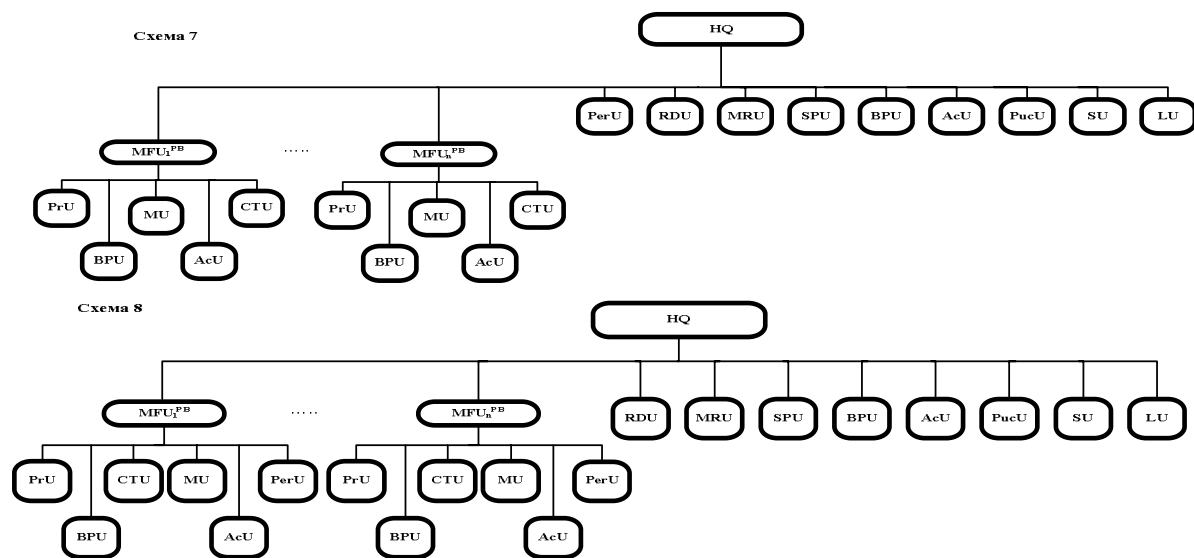 Схема 7
HQ
PerU RDU MRU SPU BPU AcU PucU SU LU
MFU₁ᴾᴮ ..... MFUₙᴾᴮ
PrU MU CTU PrU MU CTU
BPU AcU BPU AcU
Схема 8
HQ
MFU₁ᴾᴮ ..... MFUₙᴾᴮ RDU MRU SPU BPU AcU PucU SU LU
PrU CTU MU PerU PrU CTU MU PerU
BPU AcU BPU AcU